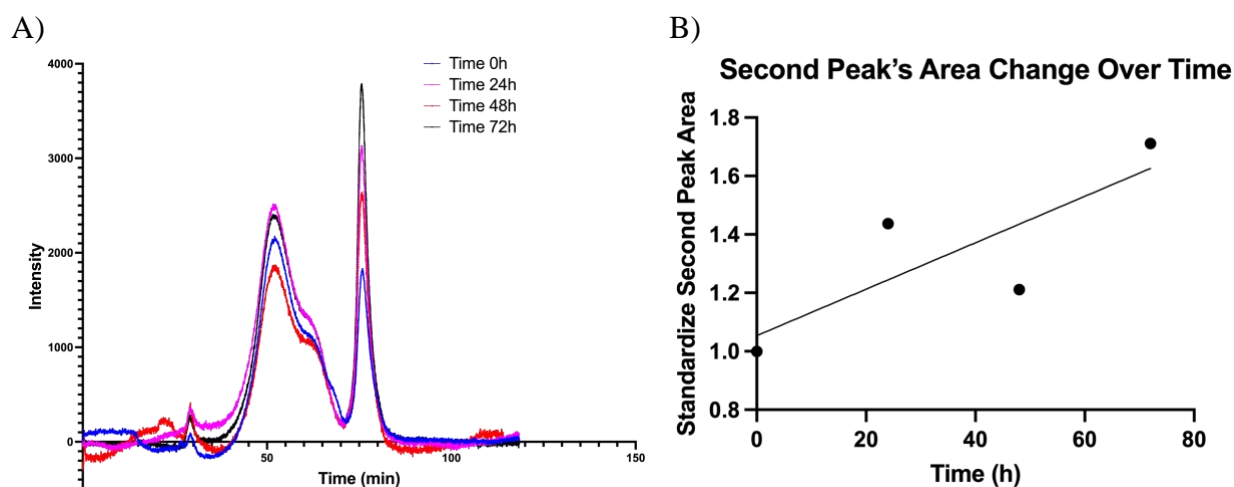 A)
4000
3000
2000
1000
0
Intensity
50
100
150
Time (min)
Time 0h
Time 24h
Time 48h
Time 72h
B)
Second Peak's Area Change Over Time
Standardize Second Peak Area
1.8
1.6
1.4
1.2
1.0
0.8
0
20
40
60
80
Time (h)